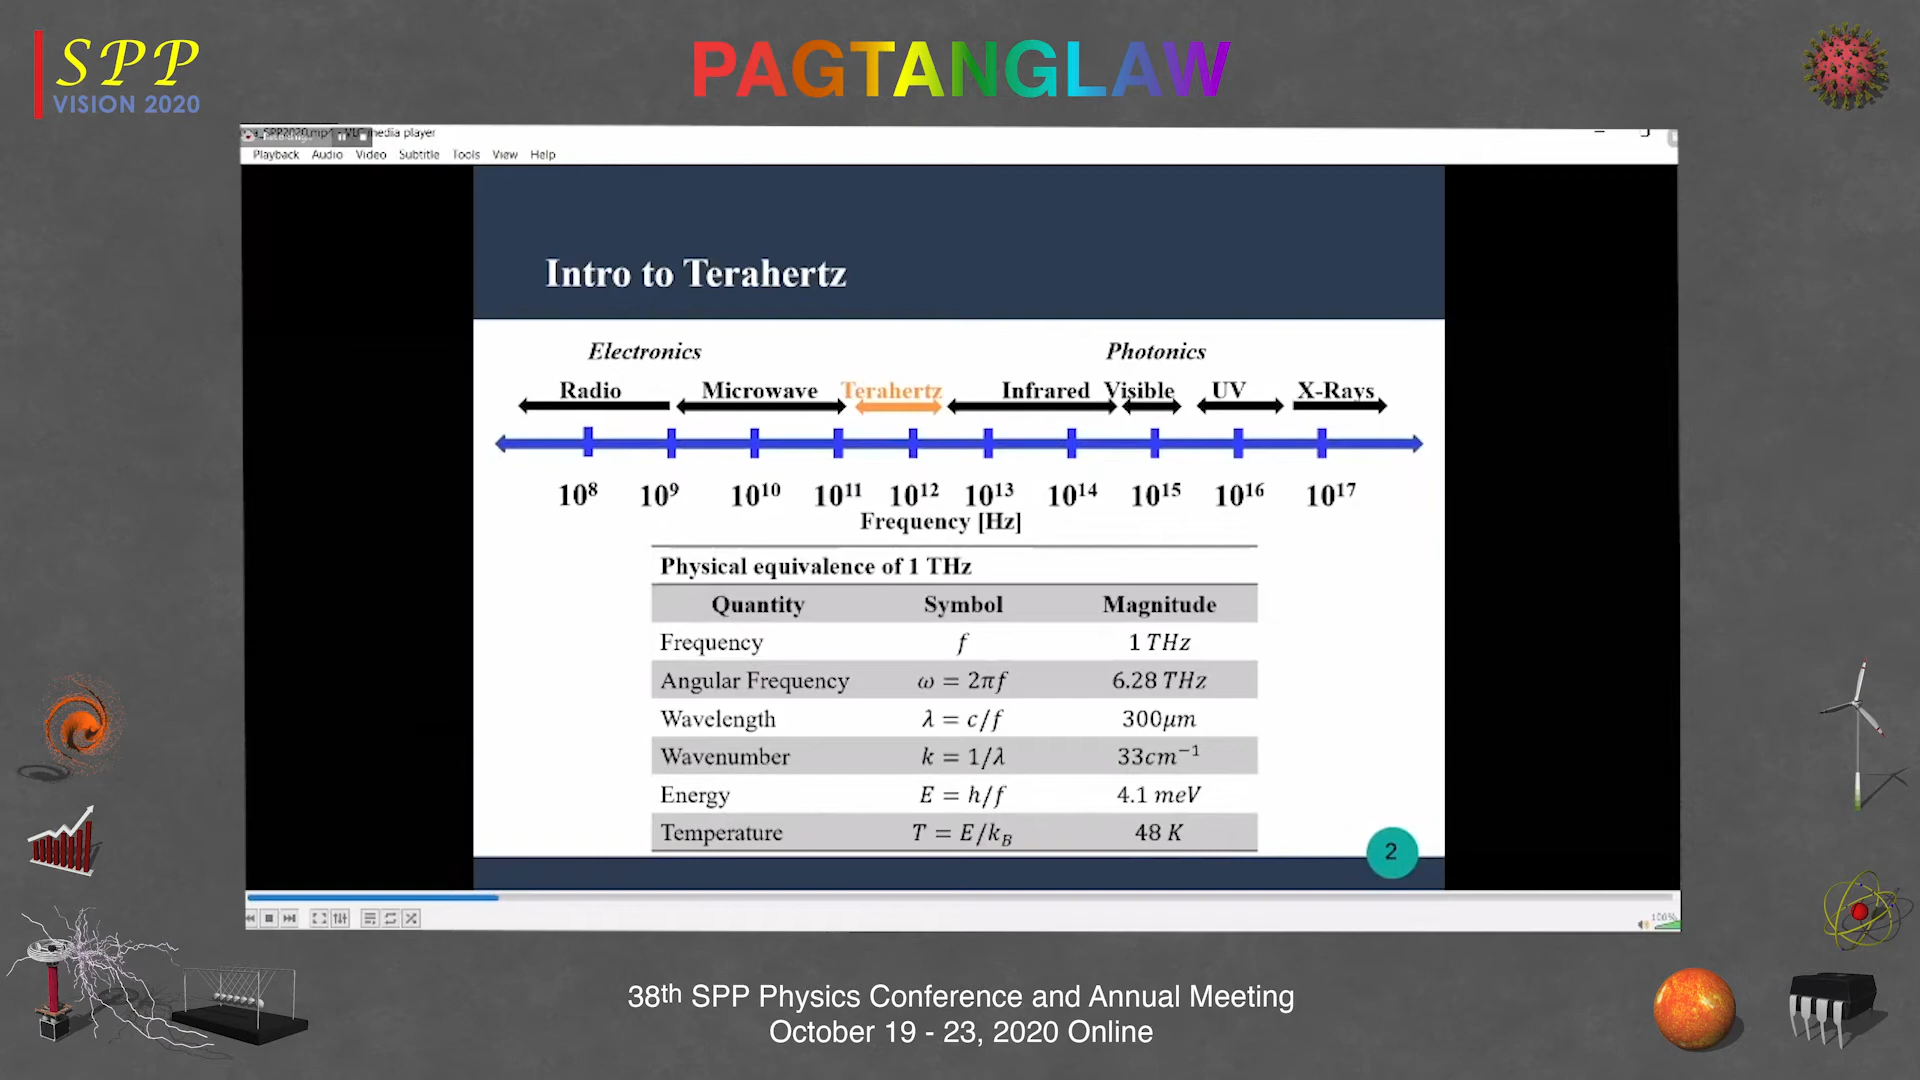 SPP
VISION 2020
PAGTANGLAW
media player
Playback Audio Video Subtitle Tools View Help
Intro to Terahertz
Electronics Photonics
Radio Microwave Terahertz Infrared Visible UV X-Rays
10⁸ 10⁹ 10¹⁰ 10¹¹ 10¹² 10¹³ 10¹⁴ 10¹⁵ 10¹⁶ 10¹⁷
Frequency [Hz]
Physical equivalence of 1 THz
Quantity Symbol Magnitude
Frequency f 1 THz
Angular Frequency ω = 2πf 6.28 THz
Wavelength λ = c/f 300μm
Wavenumber k = 1/λ 33cm⁻¹
Energy E = h/f 4.1 meV
Temperature T = E/k_B 48 K
2
100%
38th SPP Physics Conference and Annual Meeting
October 19 - 23, 2020 Online